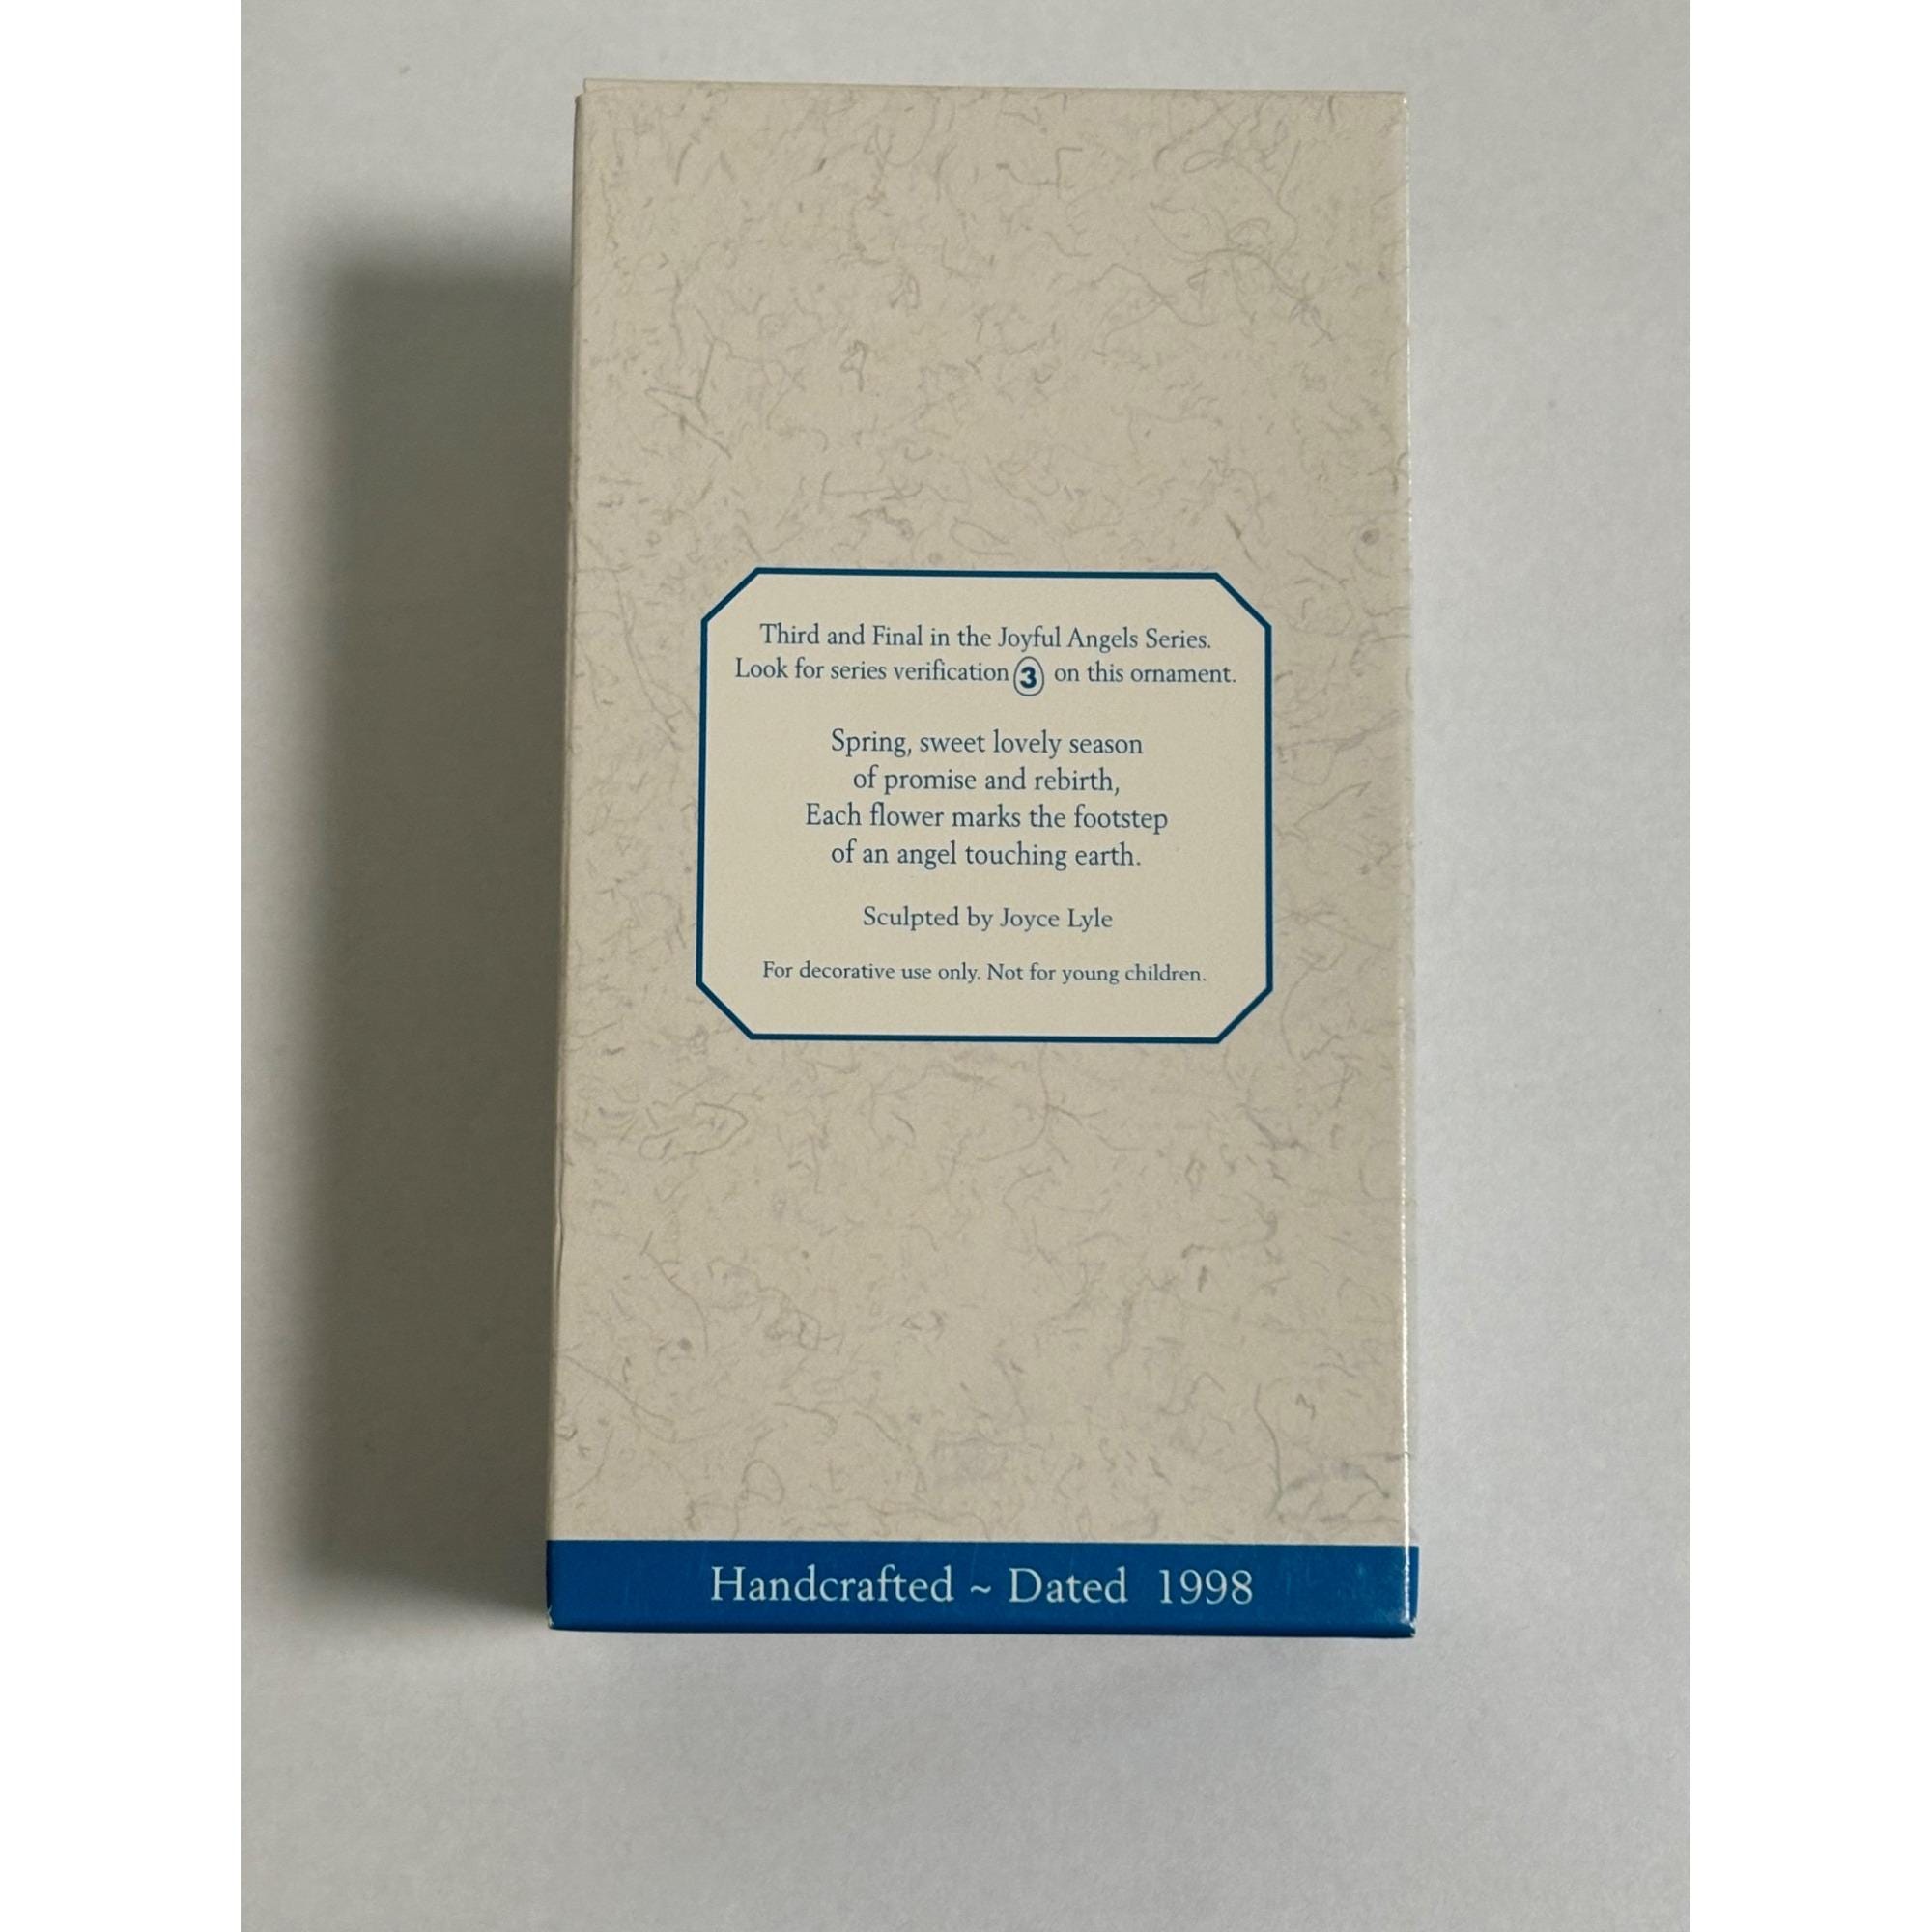 Third and Final in the Joyful Angels Series.
Look for series verification 3 on this ornament.
Spring, sweet lovely season
of promise and rebirth,
Each flower marks the footstep
of an angel touching earth.
Sculpted by Joyce Lyle
For decorative use only. Not for young children.
Handcrafted ~ Dated 1998